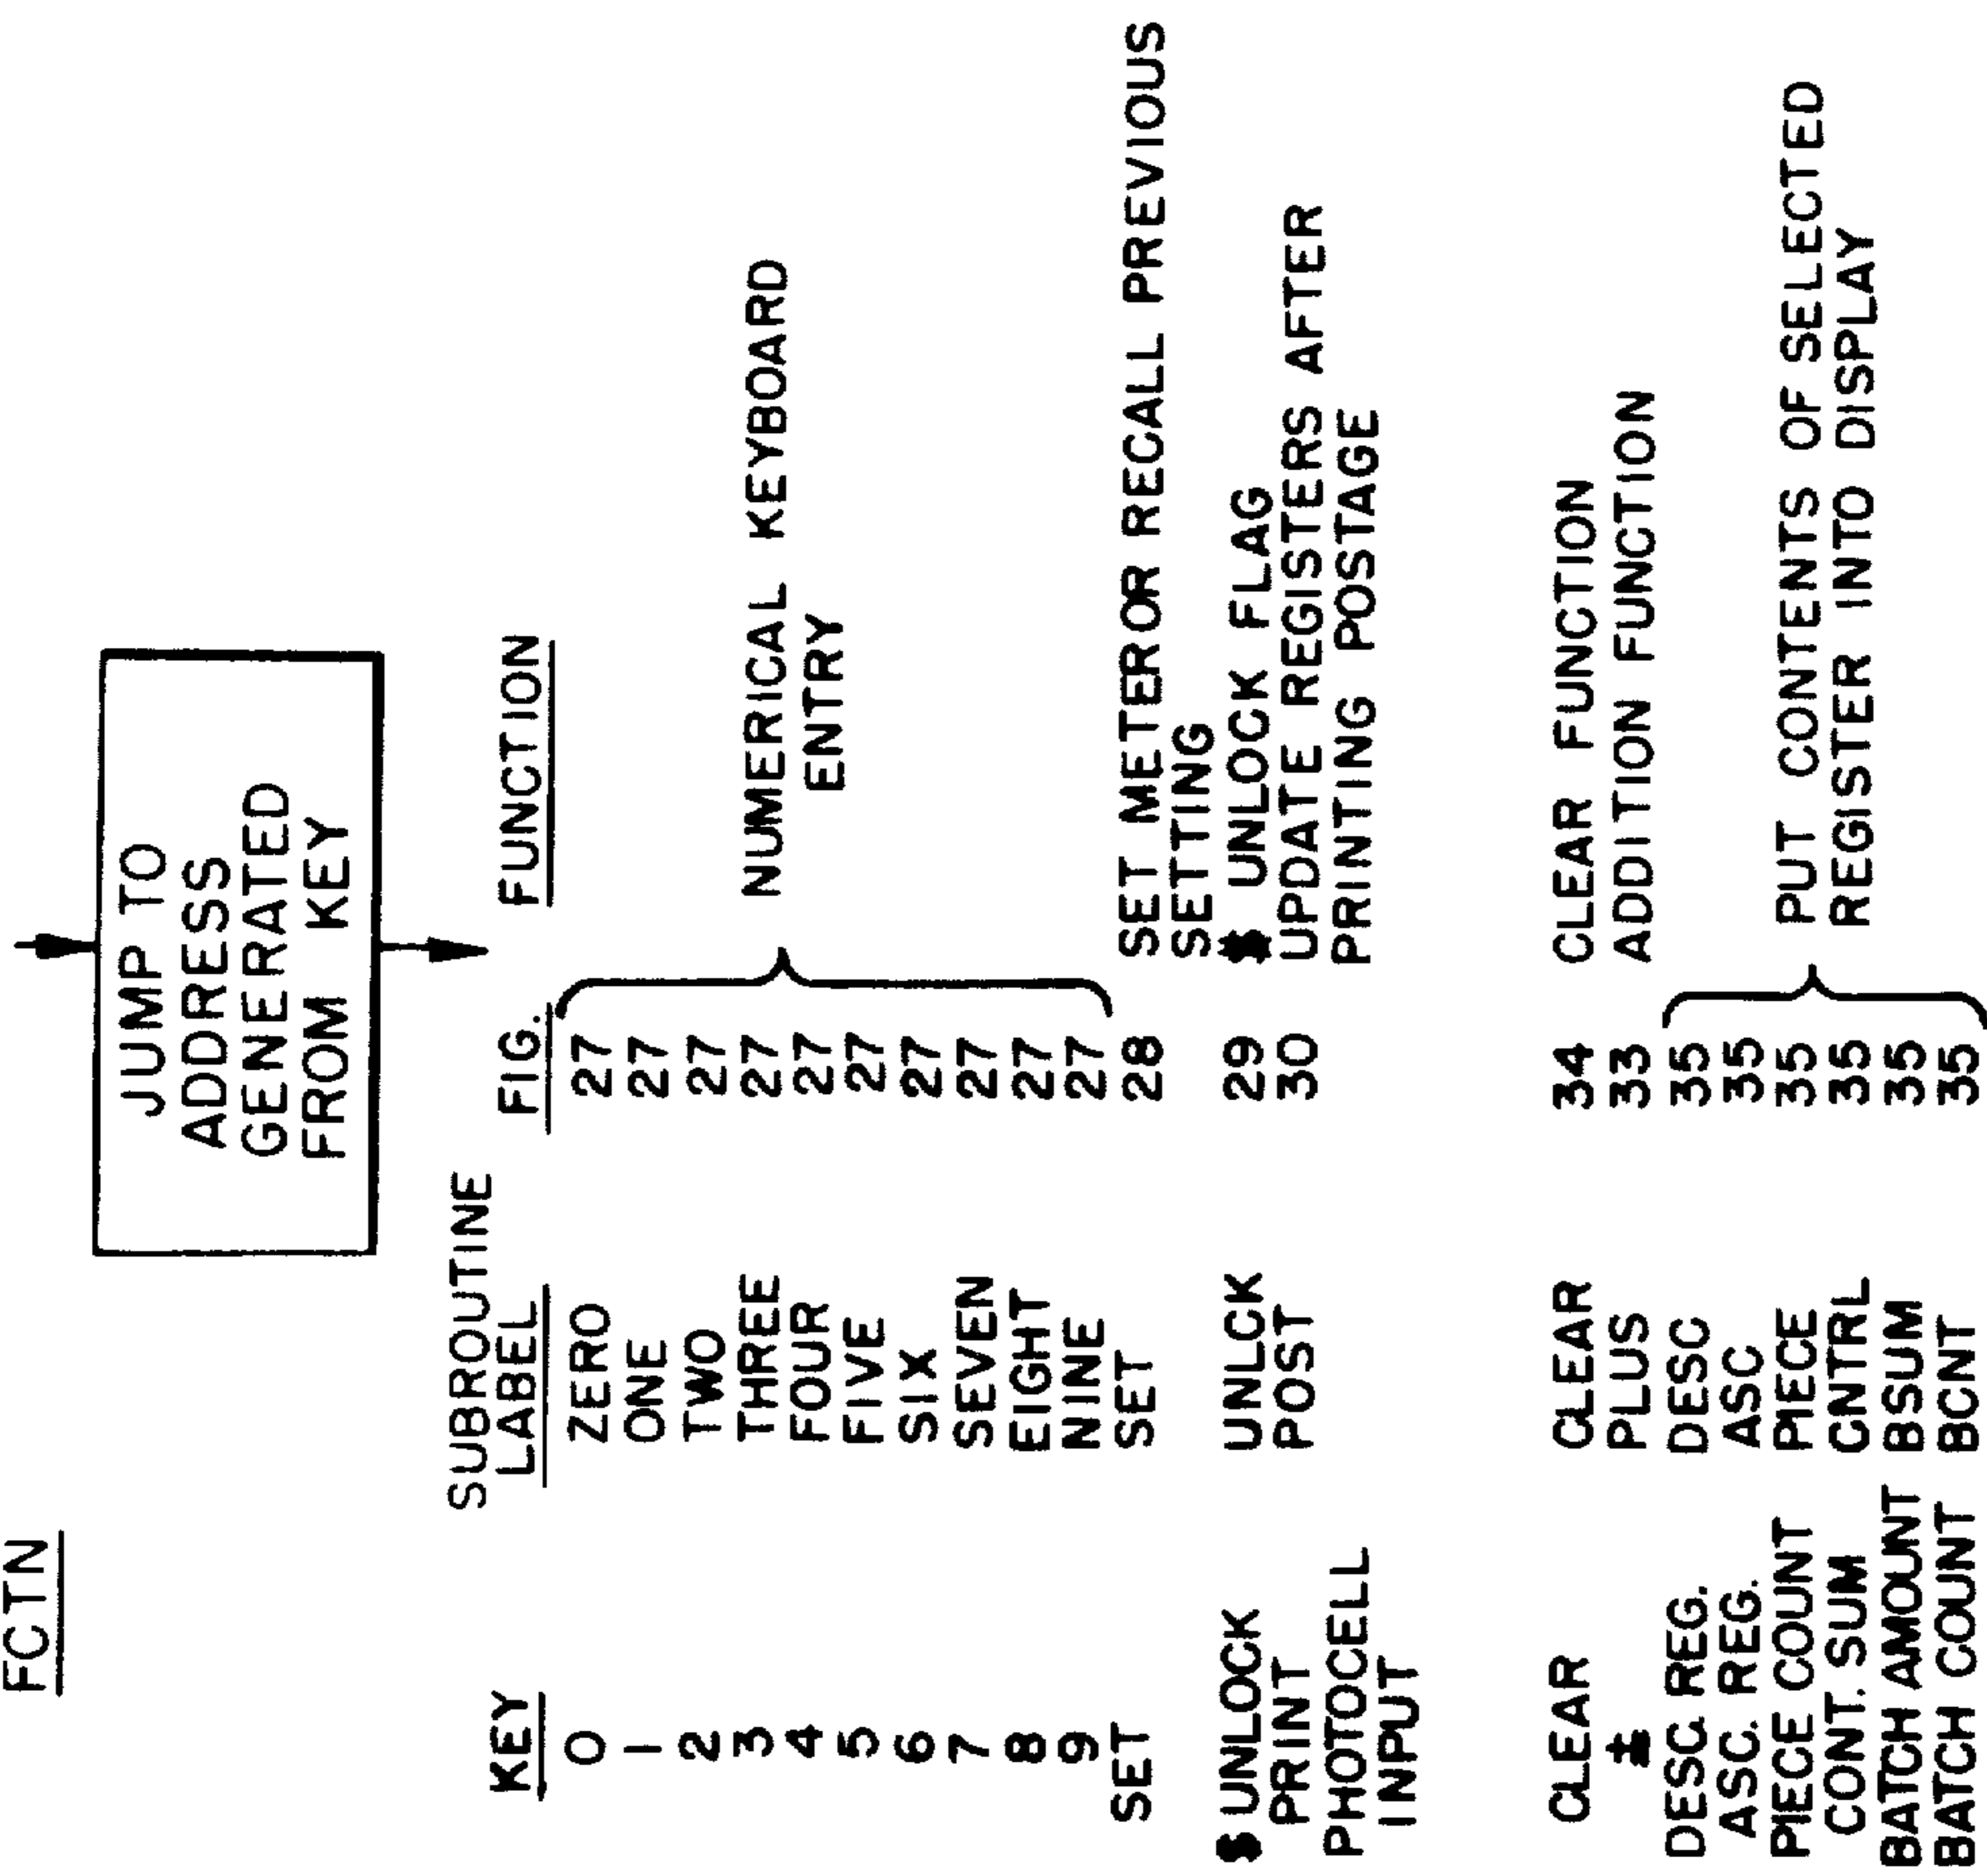 FCTN
JUMP TO
ADDRESS
GENERATED
FROM KEY
SUBROUTINE
KEY LABEL FIG. FUNCTION
0 ZERO 27
1 ONE 27
2 TWO 27
3 THREE 27 NUMERICAL KEYBOARD
4 FOUR 27 ENTRY
5 FIVE 27
6 SIX 27
7 SEVEN 27
8 EIGHT 27
9 NINE 27
SET SET 28 SET METER OR RECALL PREVIOUS
SETTING
$ UNLOCK UNLCK 29 $ UNLOCK FLAG
PRINT POST 30 UPDATE REGISTERS AFTER
PHOTOCELL PRINTING POSTAGE
INPUT
CLEAR CLEAR 34 CLEAR FUNCTION
± PLUS 33 ADDITION FUNCTION
DESC REG. DESC 35
ASC. REG. ASC 35
PIECE COUNT PIECE 35 PUT CONTENTS OF SELECTED
CONT. SUM CNTRL 35 REGISTER INTO DISPLAY
BATCH AMOUNT BSUM 35
BATCH COUNT BCNT 35